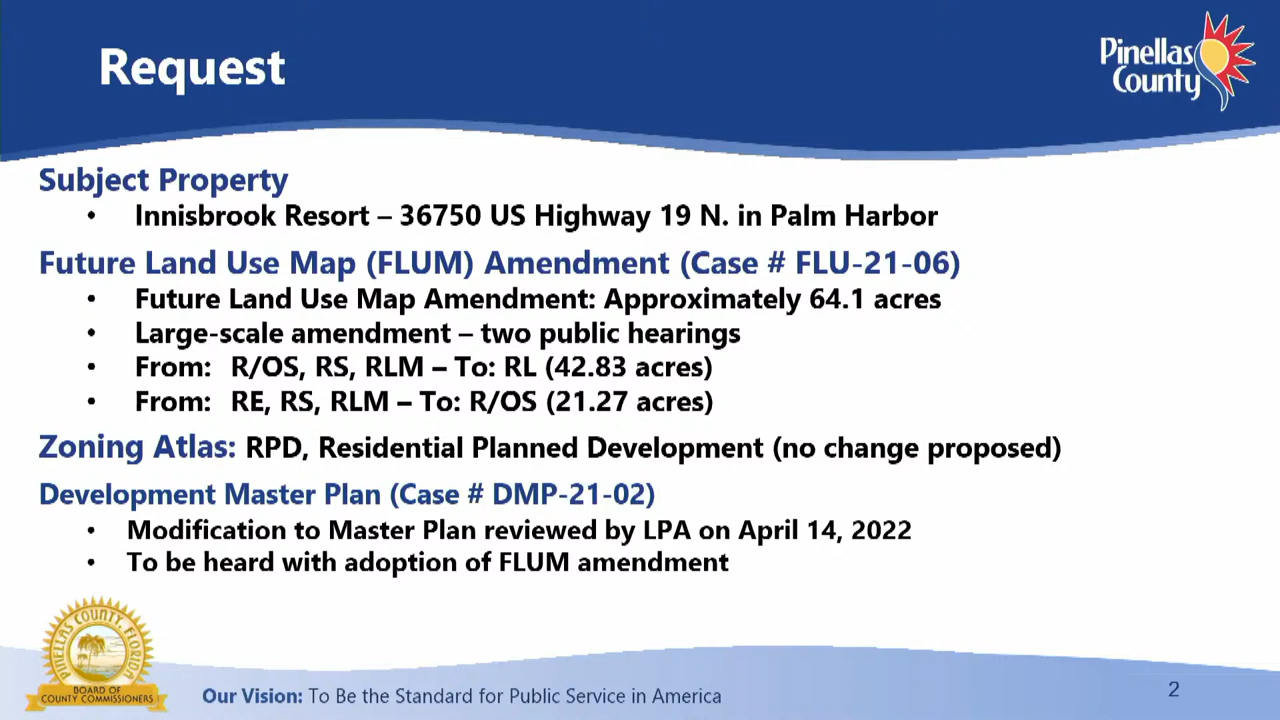 Request
Pinellas
County
Subject Property
• Innisbrook Resort – 36750 US Highway 19 N. in Palm Harbor
Future Land Use Map (FLUM) Amendment (Case # FLU-21-06)
• Future Land Use Map Amendment: Approximately 64.1 acres
• Large-scale amendment – two public hearings
• From: R/OS, RS, RLM – To: RL (42.83 acres)
• From: RE, RS, RLM – To: R/OS (21.27 acres)
Zoning Atlas: RPD, Residential Planned Development (no change proposed)
Development Master Plan (Case # DMP-21-02)
• Modification to Master Plan reviewed by LPA on April 14, 2022
• To be heard with adoption of FLUM amendment
PINELLAS COUNTY, FLORIDA
BOARD OF
COUNTY COMMISSIONERS
Our Vision: To Be the Standard for Public Service in America
2